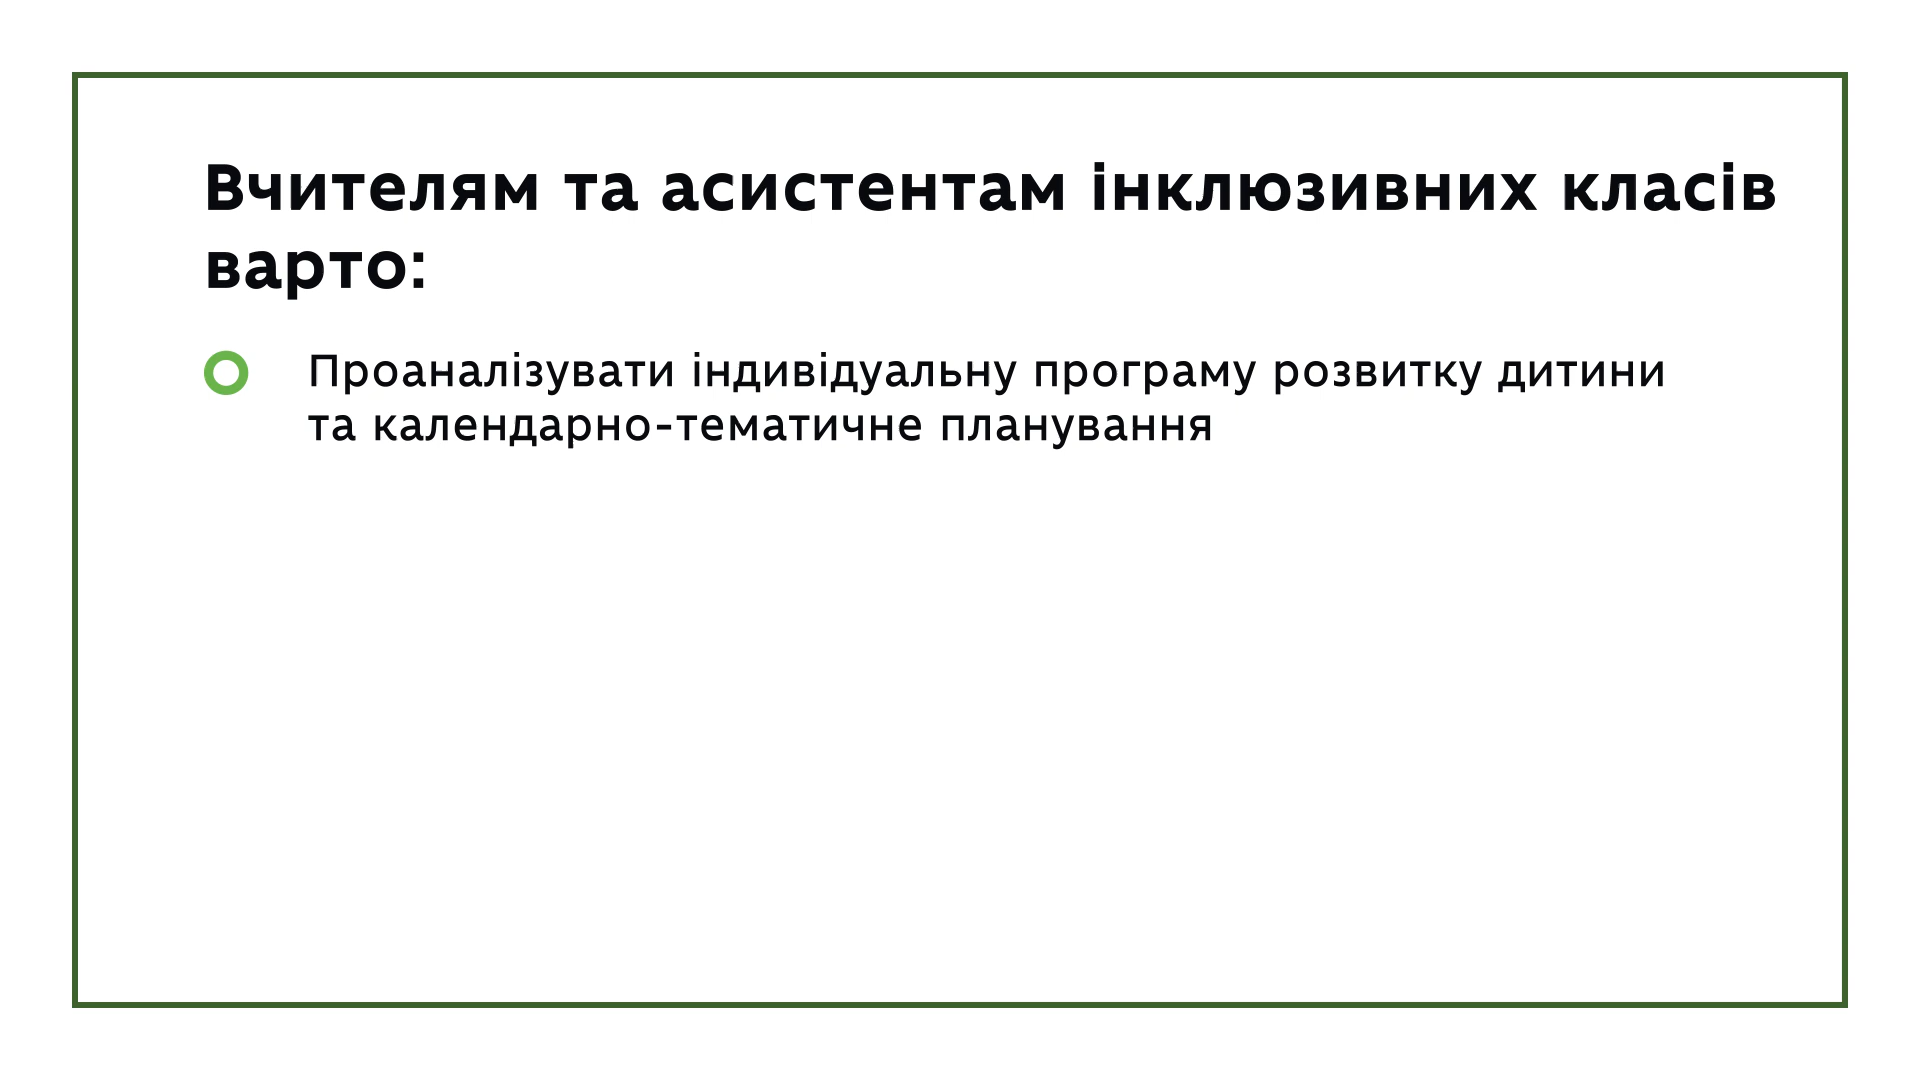 Вчителям та асистентам інклюзивних класів
варто:
Проаналізувати індивідуальну програму розвитку дитини
та календарно-тематичне планування